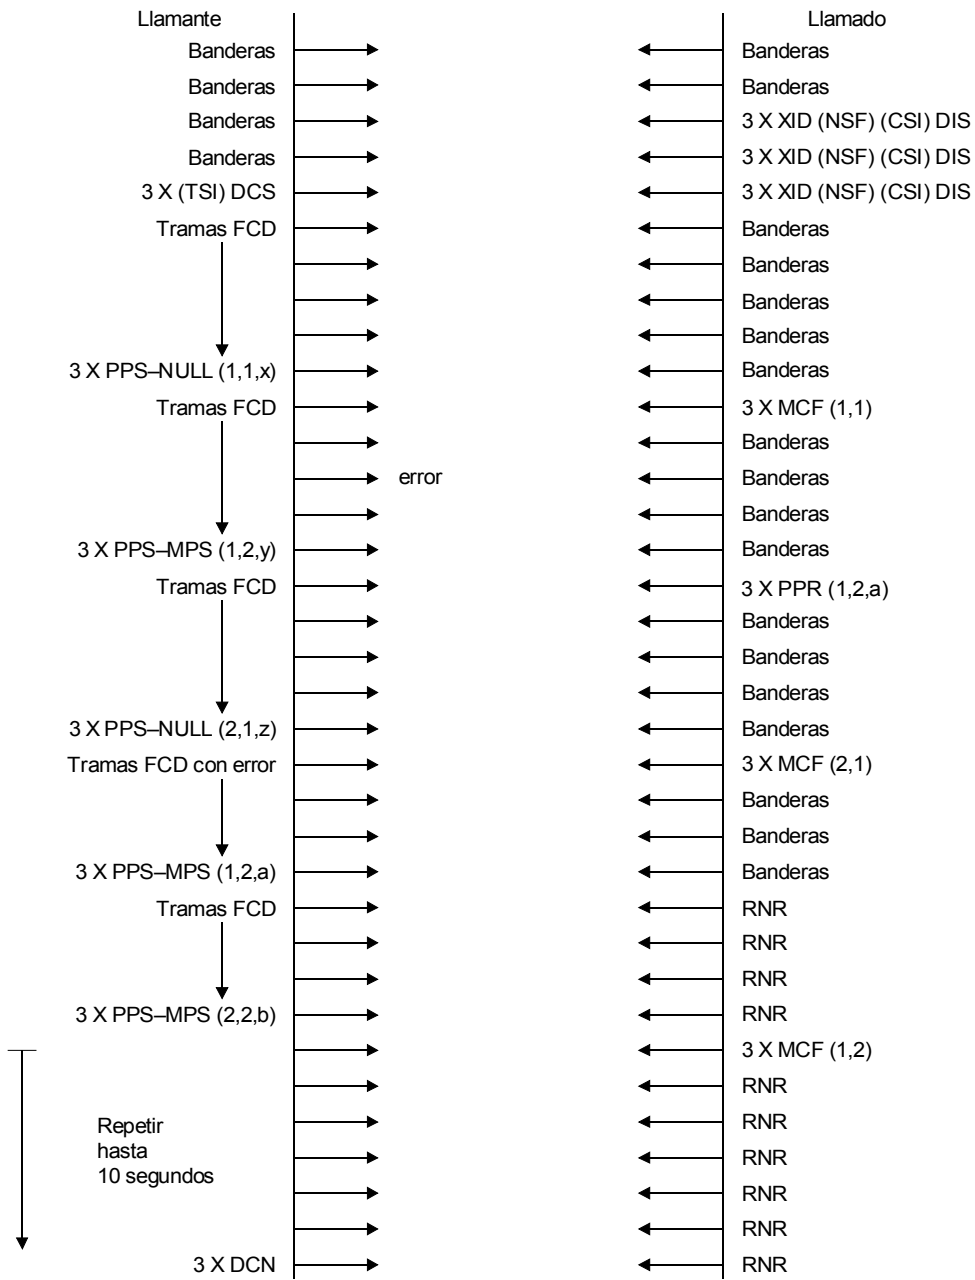 Llamante Llamado
Banderas Banderas
Banderas Banderas
Banderas 3 X XID (NSF) (CSI) DIS
Banderas 3 X XID (NSF) (CSI) DIS
3 X (TSI) DCS 3 X XID (NSF) (CSI) DIS
Tramas FCD Banderas
Banderas
Banderas
Banderas
3 X PPS–NULL (1,1,x) Banderas
Tramas FCD 3 X MCF (1,1)
Banderas
error Banderas
Banderas
3 X PPS–MPS (1,2,y) Banderas
Tramas FCD 3 X PPR (1,2,a)
Banderas
Banderas
Banderas
3 X PPS–NULL (2,1,z) Banderas
Tramas FCD con error 3 X MCF (2,1)
Banderas
Banderas
3 X PPS–MPS (1,2,a) Banderas
Tramas FCD RNR
RNR
RNR
3 X PPS–MPS (2,2,b) RNR
3 X MCF (1,2)
RNR
Repetir RNR
hasta
10 segundos RNR
RNR
RNR
3 X DCN RNR